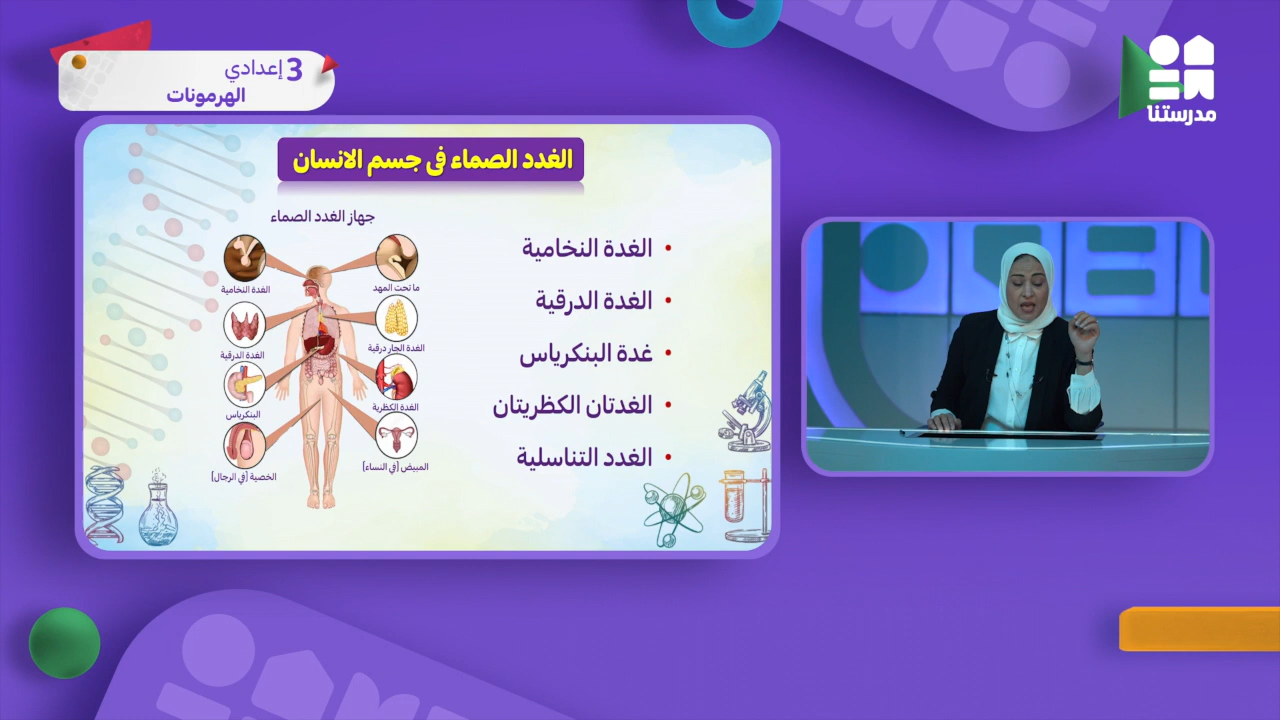 3 إعدادي
الهرمونات
مدرستنا
الغدد الصماء فى جسم الانسان
• الغدة النخامية
• الغدة الدرقية
• غدة البنكرياس
• الغدتان الكظريتان
• الغدد التناسلية
جهاز الغدد الصماء
ما تحت المهد
الغدة النخامية
الغدة الجار درقية
الغدة الدرقية
الغدة الكظرية
البنكرياس
المبيض (في النساء)
الخصية (في الرجال)